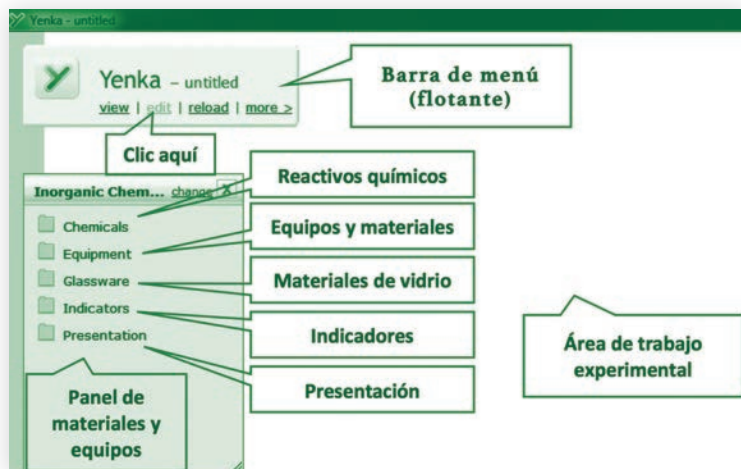 Yenka - untitled
Yenka – untitled
view | edit | reload | more >
Barra de menú
(flotante)
Clic aquí
Inorganic Chem... change X
Chemicals
Equipment
Glassware
Indicators
Presentation
Reactivos químicos
Equipos y materiales
Materiales de vidrio
Indicadores
Presentación
Panel de
materiales y
equipos
Área de trabajo
experimental